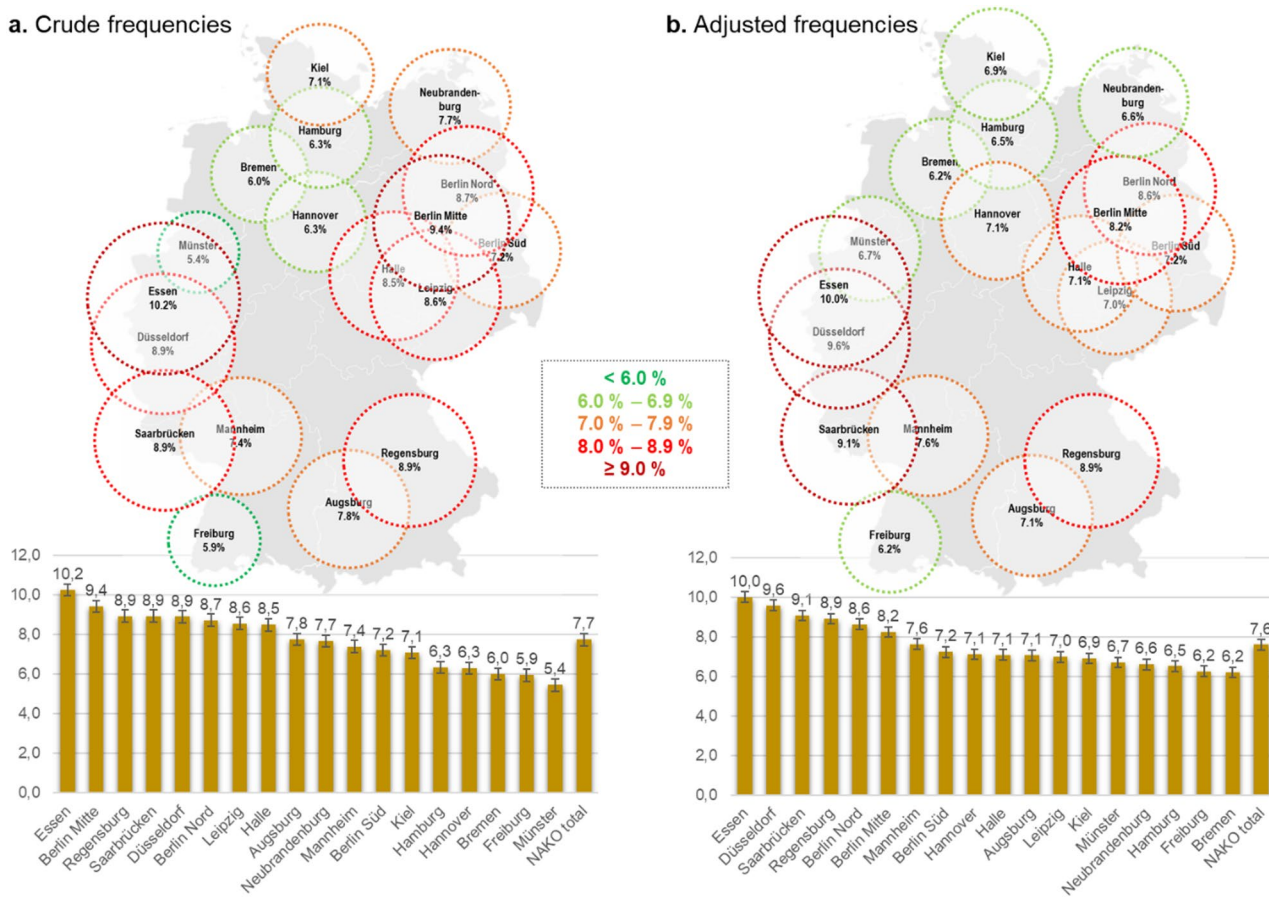 a. Crude frequencies
Kiel
7.1%
Neubranden-
burg
7.7%
Hamburg
6.3%
Bremen
6.0%
Berlin Nord
8.7%
Hannover
6.3%
Berlin Mitte
9.4%
Münster
5.4%
Berlin Süd
7.2%
Halle
8.5%
Leipzig
8.6%
Essen
10.2%
Düsseldorf
8.9%
Saarbrücken
8.9%
Mannheim
7.4%
Regensburg
8.9%
Augsburg
7.8%
Freiburg
5.9%
12,0
10,0
8,0
6,0
4,0
2,0
0,0
10,2
9,4
8,9
8,9
8,9
8,7
8,6
8,5
7,8
7,7
7,4
7,2
7,1
6,3
6,3
6,0
5,9
5,4
7,7
Essen
Berlin Mitte
Regensburg
Saarbrücken
Düsseldorf
Berlin Nord
Leipzig
Halle
Augsburg
Neubrandenburg
Mannheim
Berlin Süd
Kiel
Hamburg
Hannover
Bremen
Freiburg
Münster
NAKO total
< 6.0 %
6.0 % – 6.9 %
7.0 % – 7.9 %
8.0 % – 8.9 %
≥ 9.0 %
b. Adjusted frequencies
Kiel
6.9%
Neubranden-
burg
6.6%
Hamburg
6.5%
Bremen
6.2%
Berlin Nord
8.6%
Hannover
7.1%
Berlin Mitte
8.2%
Münster
6.7%
Berlin Süd
7.2%
Halle
7.1%
Leipzig
7.0%
Essen
10.0%
Düsseldorf
9.6%
Saarbrücken
9.1%
Mannheim
7.6%
Regensburg
8.9%
Augsburg
7.1%
Freiburg
6.2%
12,0
10,0
8,0
6,0
4,0
2,0
0,0
10,0
9,6
9,1
8,9
8,6
8,2
7,6
7,2
7,1
7,1
7,1
7,0
6,9
6,7
6,6
6,5
6,2
6,2
7,6
Essen
Düsseldorf
Saarbrücken
Regensburg
Berlin Nord
Berlin Mitte
Mannheim
Berlin Süd
Hannover
Halle
Augsburg
Leipzig
Kiel
Münster
Neubrandenburg
Hamburg
Freiburg
Bremen
NAKO total